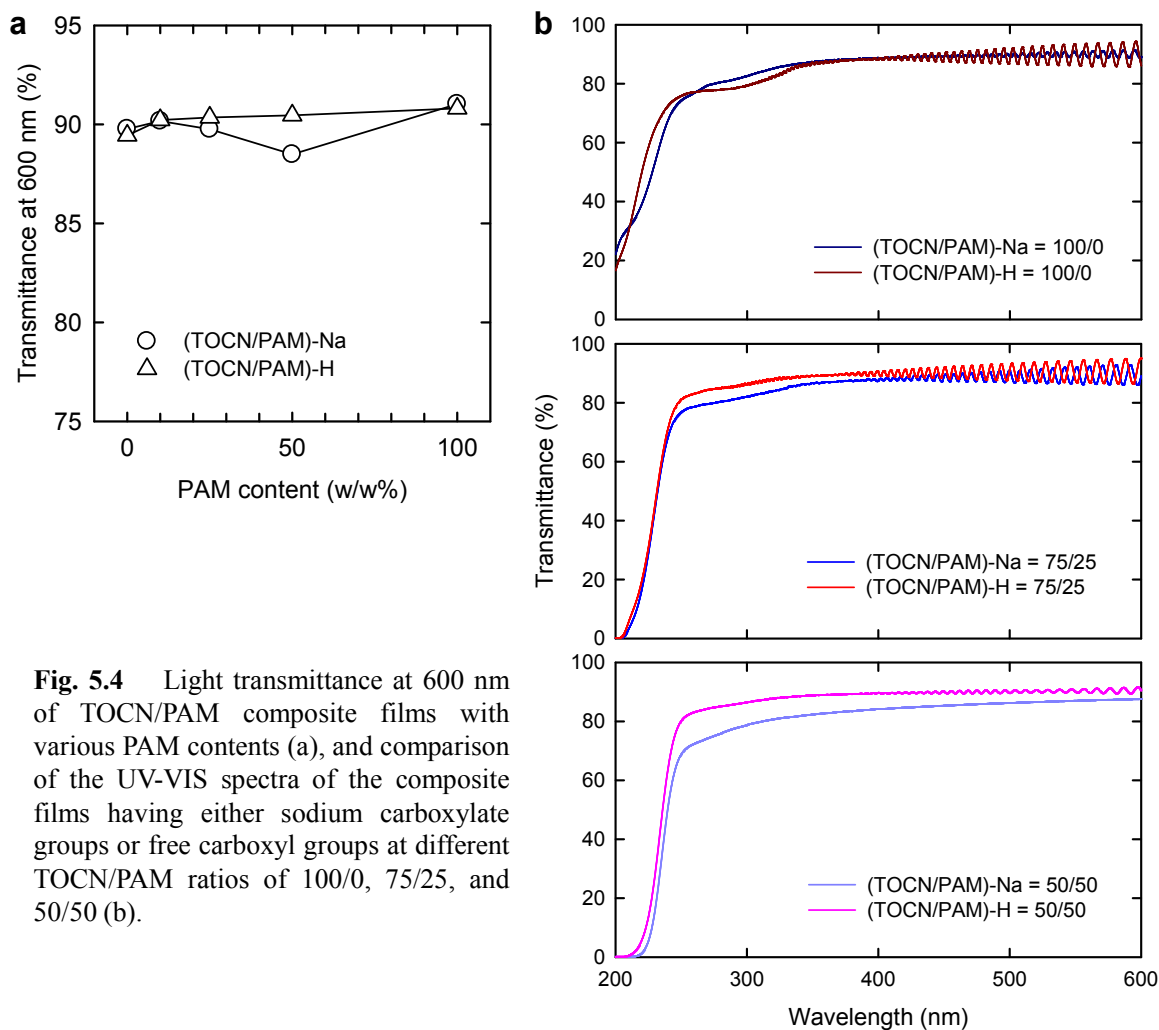 a
95
90
85
80
75
Transmittance at 600 nm (%)
(TOCN/PAM)-Na
(TOCN/PAM)-H
0
50
100
PAM content (w/w%)
Fig. 5.4 Light transmittance at 600 nm
of TOCN/PAM composite films with
various PAM contents (a), and comparison
of the UV-VIS spectra of the composite
films having either sodium carboxylate
groups or free carboxyl groups at different
TOCN/PAM ratios of 100/0, 75/25, and
50/50 (b).
b
100
80
60
40
20
0
(TOCN/PAM)-Na = 100/0
(TOCN/PAM)-H = 100/0
100
80
60
40
20
0
Transmittance (%)
(TOCN/PAM)-Na = 75/25
(TOCN/PAM)-H = 75/25
100
80
60
40
20
0
(TOCN/PAM)-Na = 50/50
(TOCN/PAM)-H = 50/50
200
300
400
500
600
Wavelength (nm)